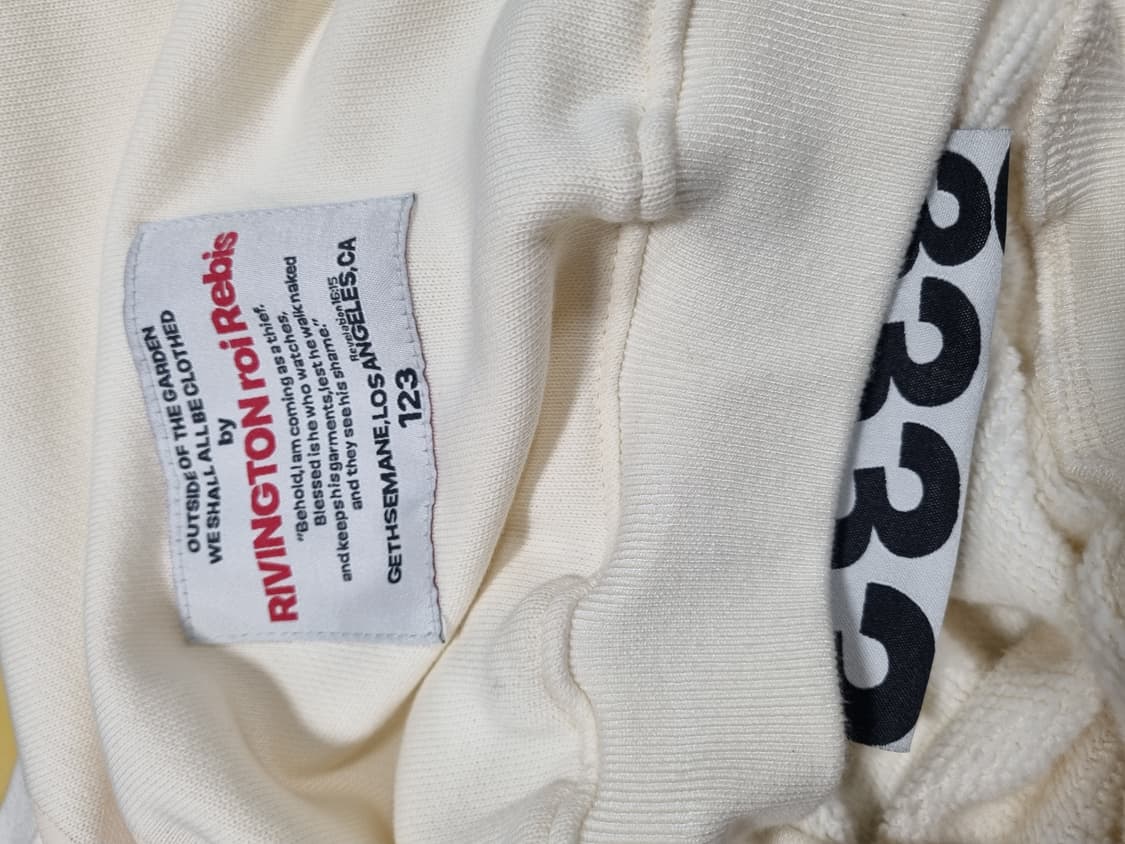 OUTSIDE OF THE GARDEN
WE SHALL ALL BE CLOTHED
by
RIVINGTON roi Rebis
"Behold, I am coming as a thief.
Blessed is he who watches,
and keeps his garments, lest he walk naked
and they see his shame."
Revelation 16:15
GETHSEMANE, LOS ANGELES, CA
123
3333